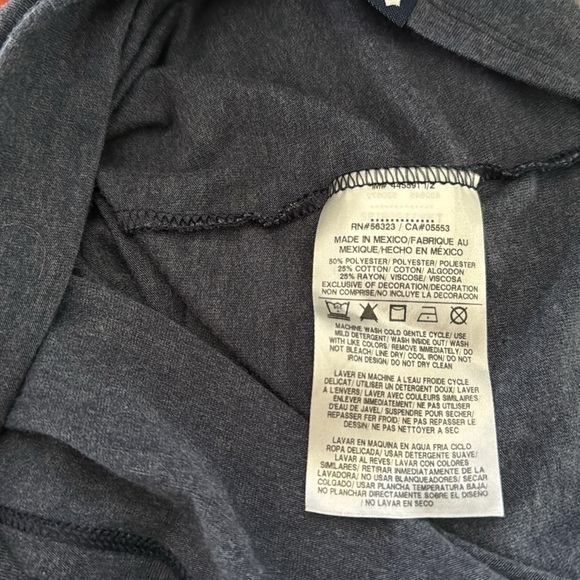 RN#56323 / CA#05553
MADE IN MEXICO/FABRIQUE AU
MEXIQUE/HECHO EN MÉXICO
50% POLYESTER/ POLYESTER/ POLIESTER
25% COTTON/ COTON/ ALGODON
25% RAYON/ VISCOSE/ VISCOSA
EXCLUSIVE OF DECORATION/DECORATION
NON COMPRISE/NO INCLUYE LA DECORACION
MACHINE WASH COLD GENTLE CYCLE/ USE
MILD DETERGENT/ WASH INSIDE OUT/ WASH
WITH LIKE COLORS/ REMOVE IMMEDIATELY/ DO
NOT BLEACH/ LINE DRY/ COOL IRON/ DO NOT
IRON DESIGN/ DO NOT DRY CLEAN
LAVER EN MACHINE A L'EAU FROIDE CYCLE
DELICAT/ UTILISER UN DETERGENT DOUX/ LAVER
A L'ENVERS/ LAVER AVEC COULEURS SIMILAIRES
ENLEVER IMMEDIATEMENT/ NE PAS UTILISER
D'EAU DE JAVEL/ SUSPENDRE POUR SECHER/
REPASSER FER FROID/ NE PAS REPASSER LE
DESSIN/ NE PAS NETTOYER A SEC
LAVAR EN MAQUINA EN AGUA FRIA CICLO
ROPA DELICADA/ USAR DETERGENTE SUAVE/
LAVAR AL REVES/ LAVAR CON COLORES
SIMILARES/ RETIRAR INMEDIATAMENTE DE LA
LAVADORA/ NO USAR BLANQUEADORES/ SECAR
COLGADO/ USAR PLANCHA TEMPERATURA BAJA/
NO PLANCHAR DIRECTAMENTE SOBRE EL DISEÑO
/ NO LAVAR EN SECO